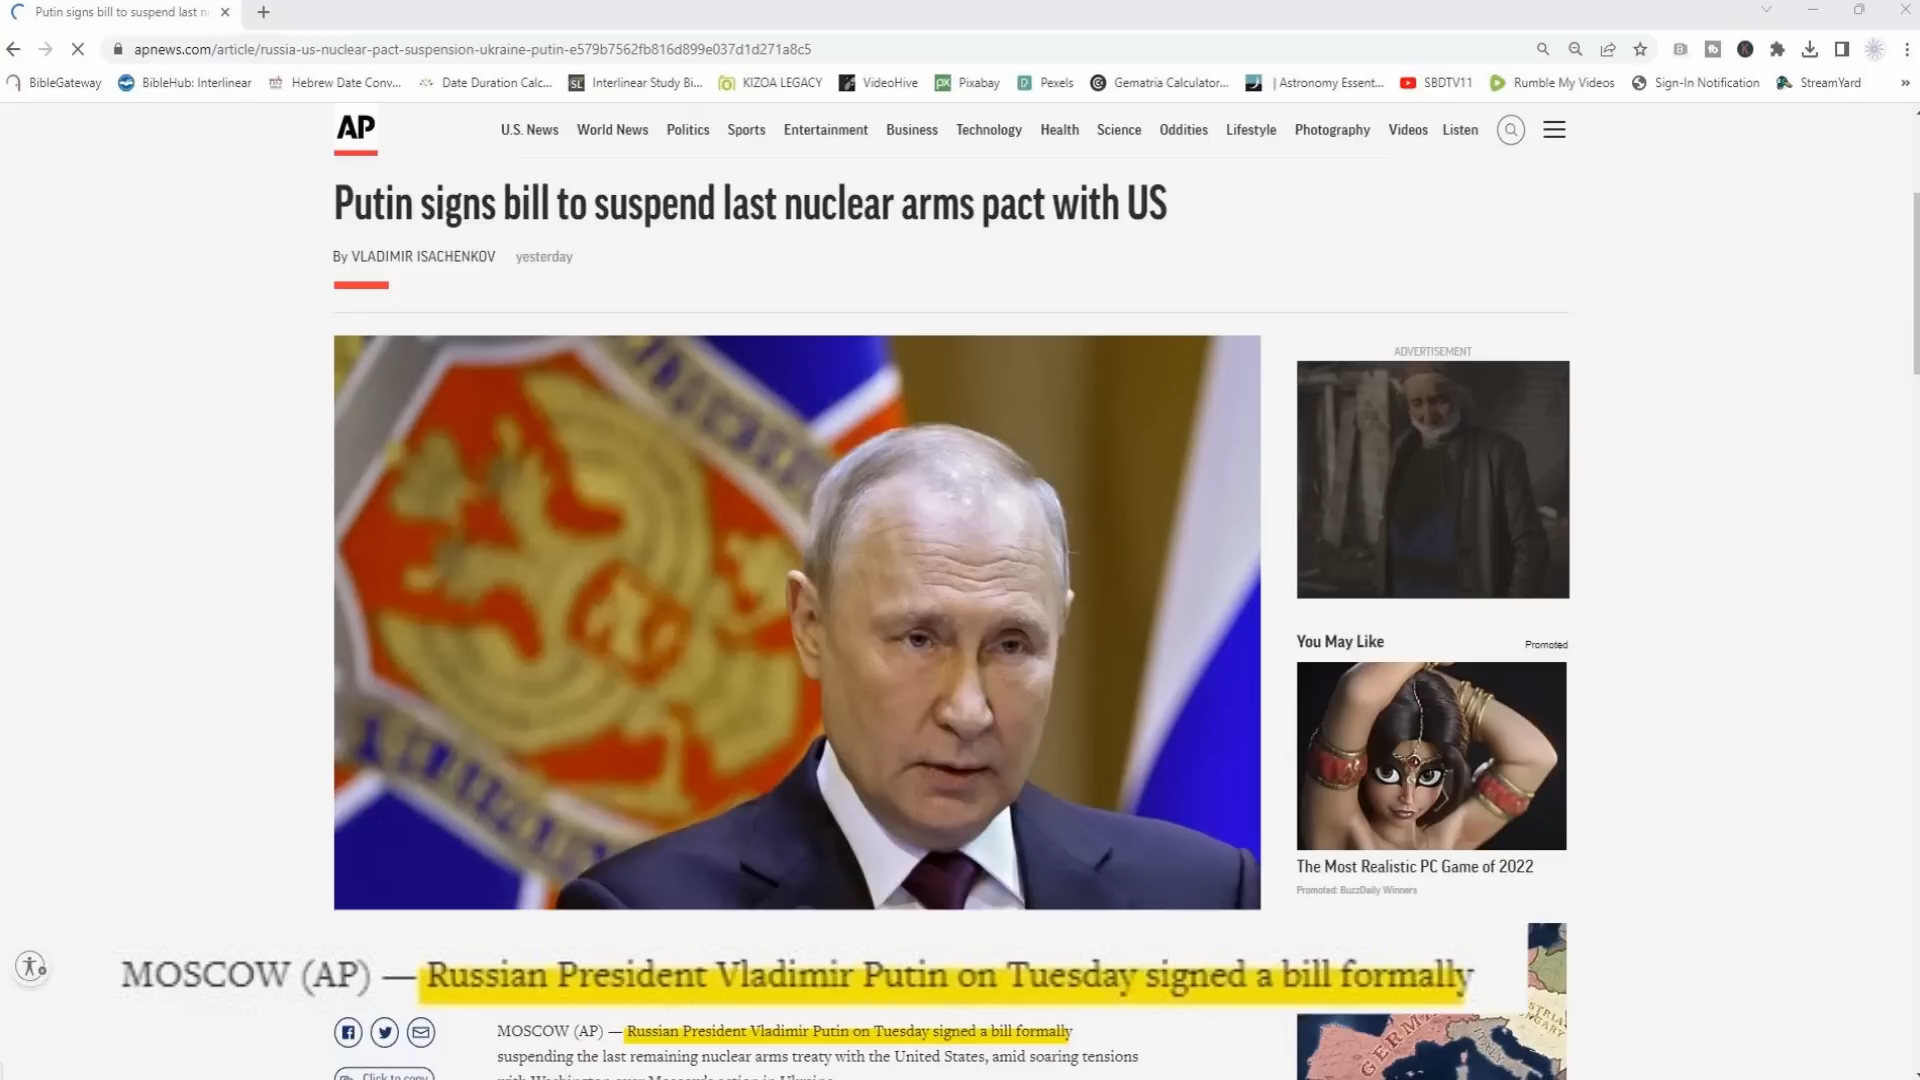 Putin signs bill to suspend last n
apnews.com/article/russia-us-nuclear-pact-suspension-ukraine-putin-e579b7562fb816d899e037d1d271a8c5
BibleGateway BibleHub: Interlinear Hebrew Date Conv... Date Duration Calc... Interlinear Study Bi... KIZOA LEGACY VideoHive Pixabay Pexels Gematria Calculator... | Astronomy Essent... SBDTV11 Rumble My Videos Sign-In Notification StreamYard »
AP U.S. News World News Politics Sports Entertainment Business Technology Health Science Oddities Lifestyle Photography Videos Listen
Putin signs bill to suspend last nuclear arms pact with US
By VLADIMIR ISACHENKOV yesterday
ADVERTISEMENT
You May Like Promoted
The Most Realistic PC Game of 2022
Promoted: BuzzDaily Winners
MOSCOW (AP) — Russian President Vladimir Putin on Tuesday signed a bill formally
MOSCOW (AP) — Russian President Vladimir Putin on Tuesday signed a bill formally
suspending the last remaining nuclear arms treaty with the United States, amid soaring tensions
Click to copy
ITALY